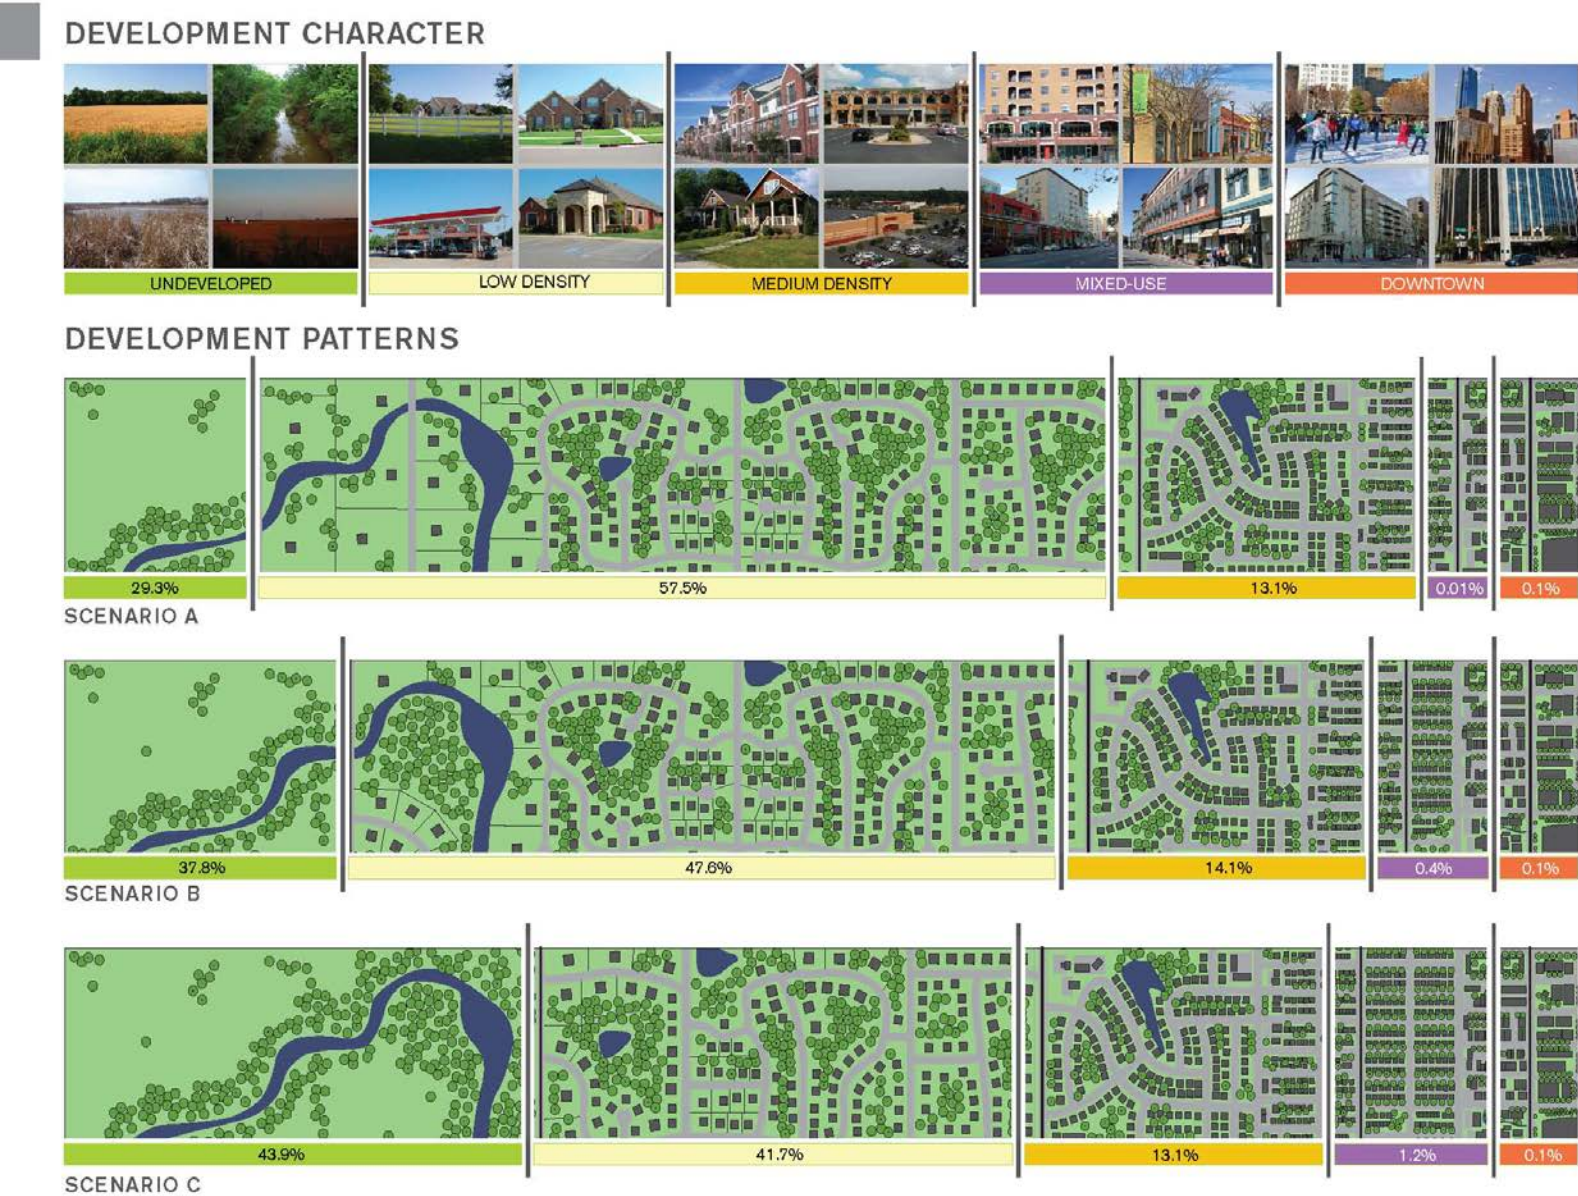 DEVELOPMENT CHARACTER
UNDEVELOPED
LOW DENSITY
MEDIUM DENSITY
MIXED-USE
DOWNTOWN
DEVELOPMENT PATTERNS
29.3%
57.5%
13.1%
0.01%
0.1%
SCENARIO A
37.8%
47.6%
14.1%
0.4%
0.1%
SCENARIO B
43.9%
41.7%
13.1%
1.2%
0.1%
SCENARIO C